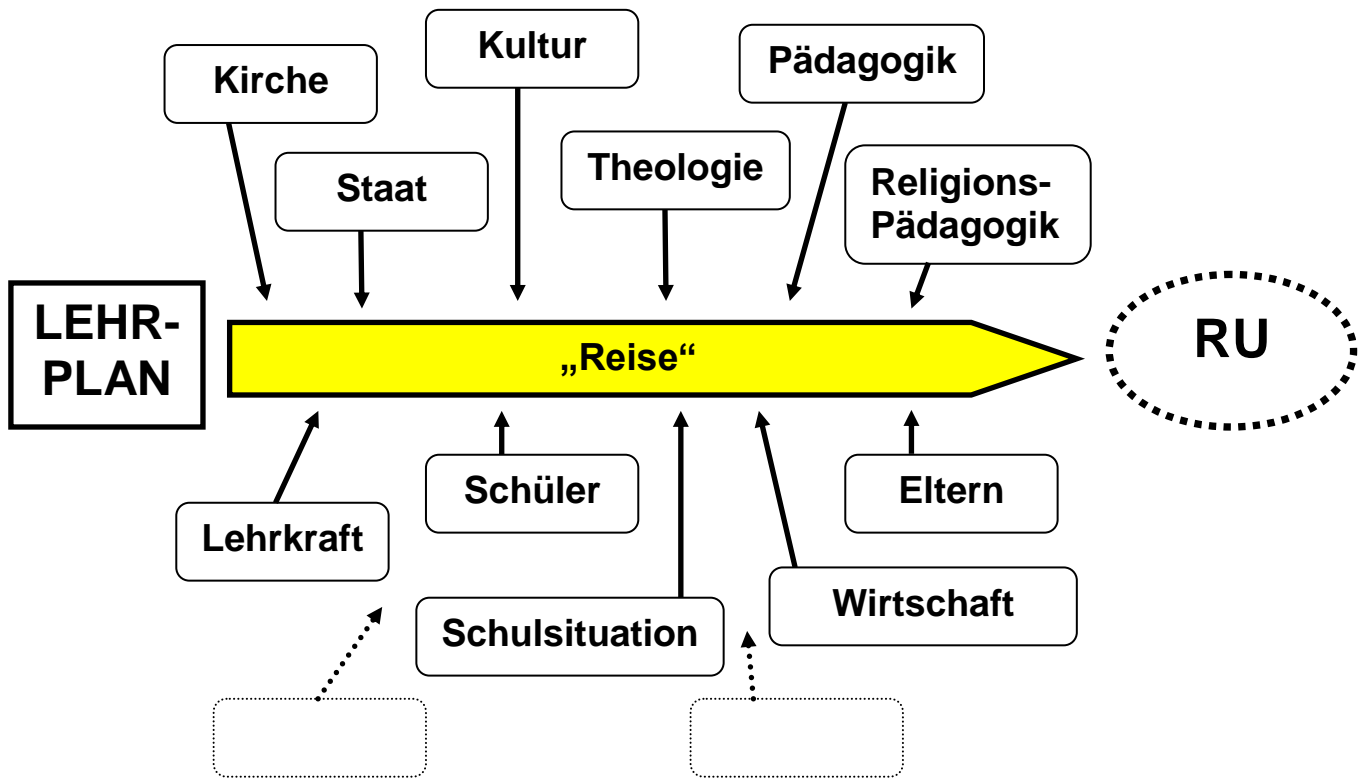 Kultur
Pädagogik
Kirche
Theologie
Staat
Religions-
Pädagogik
LEHR-
PLAN
„Reise“
RU
Schüler
Eltern
Lehrkraft
Wirtschaft
Schulsituation